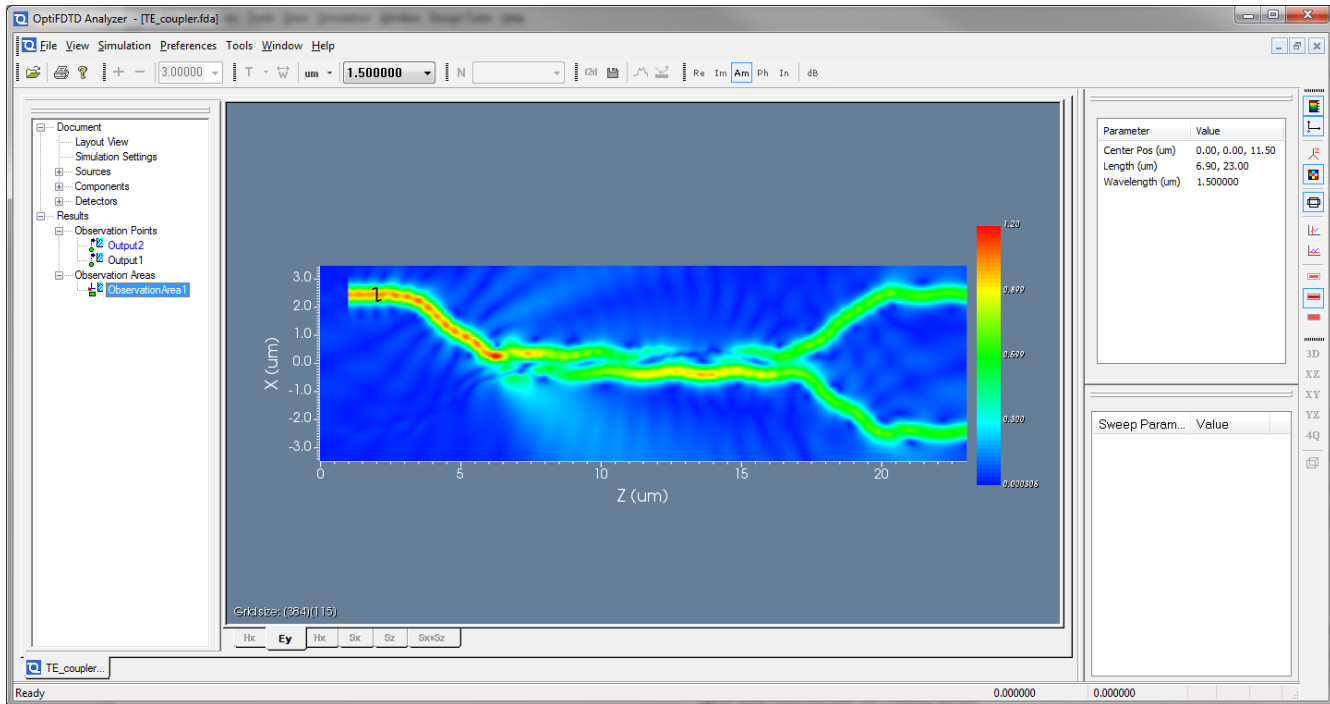 OptiFDTD Analyzer - [TE_coupler.fda]
File View Simulation Preferences Tools Window Help
3.00000 T W um 1.500000 N f2d Re Im Am Ph In dB
Document
Layout View
Simulation Settings
Sources
Components
Detectors
Results
Observation Points
Output2
Output1
Observation Areas
ObservationArea1
1.20
0.899
0.599
0.300
0.000306
X (um)
3.0
2.0
1.0
0.0
-1.0
-2.0
-3.0
0 5 10 15 20
Z (um)
1
Grid size: (384)(115)
Hx Ey Hx Sx Sz Sx*Sz
TE_coupler...
Parameter Value
Center Pos (um) 0.00, 0.00, 11.50
Length (um) 6.90, 23.00
Wavelength (um) 1.500000
Sweep Param... Value
3D
XZ
XY
YZ
4Q
Ready 0.000000 0.000000